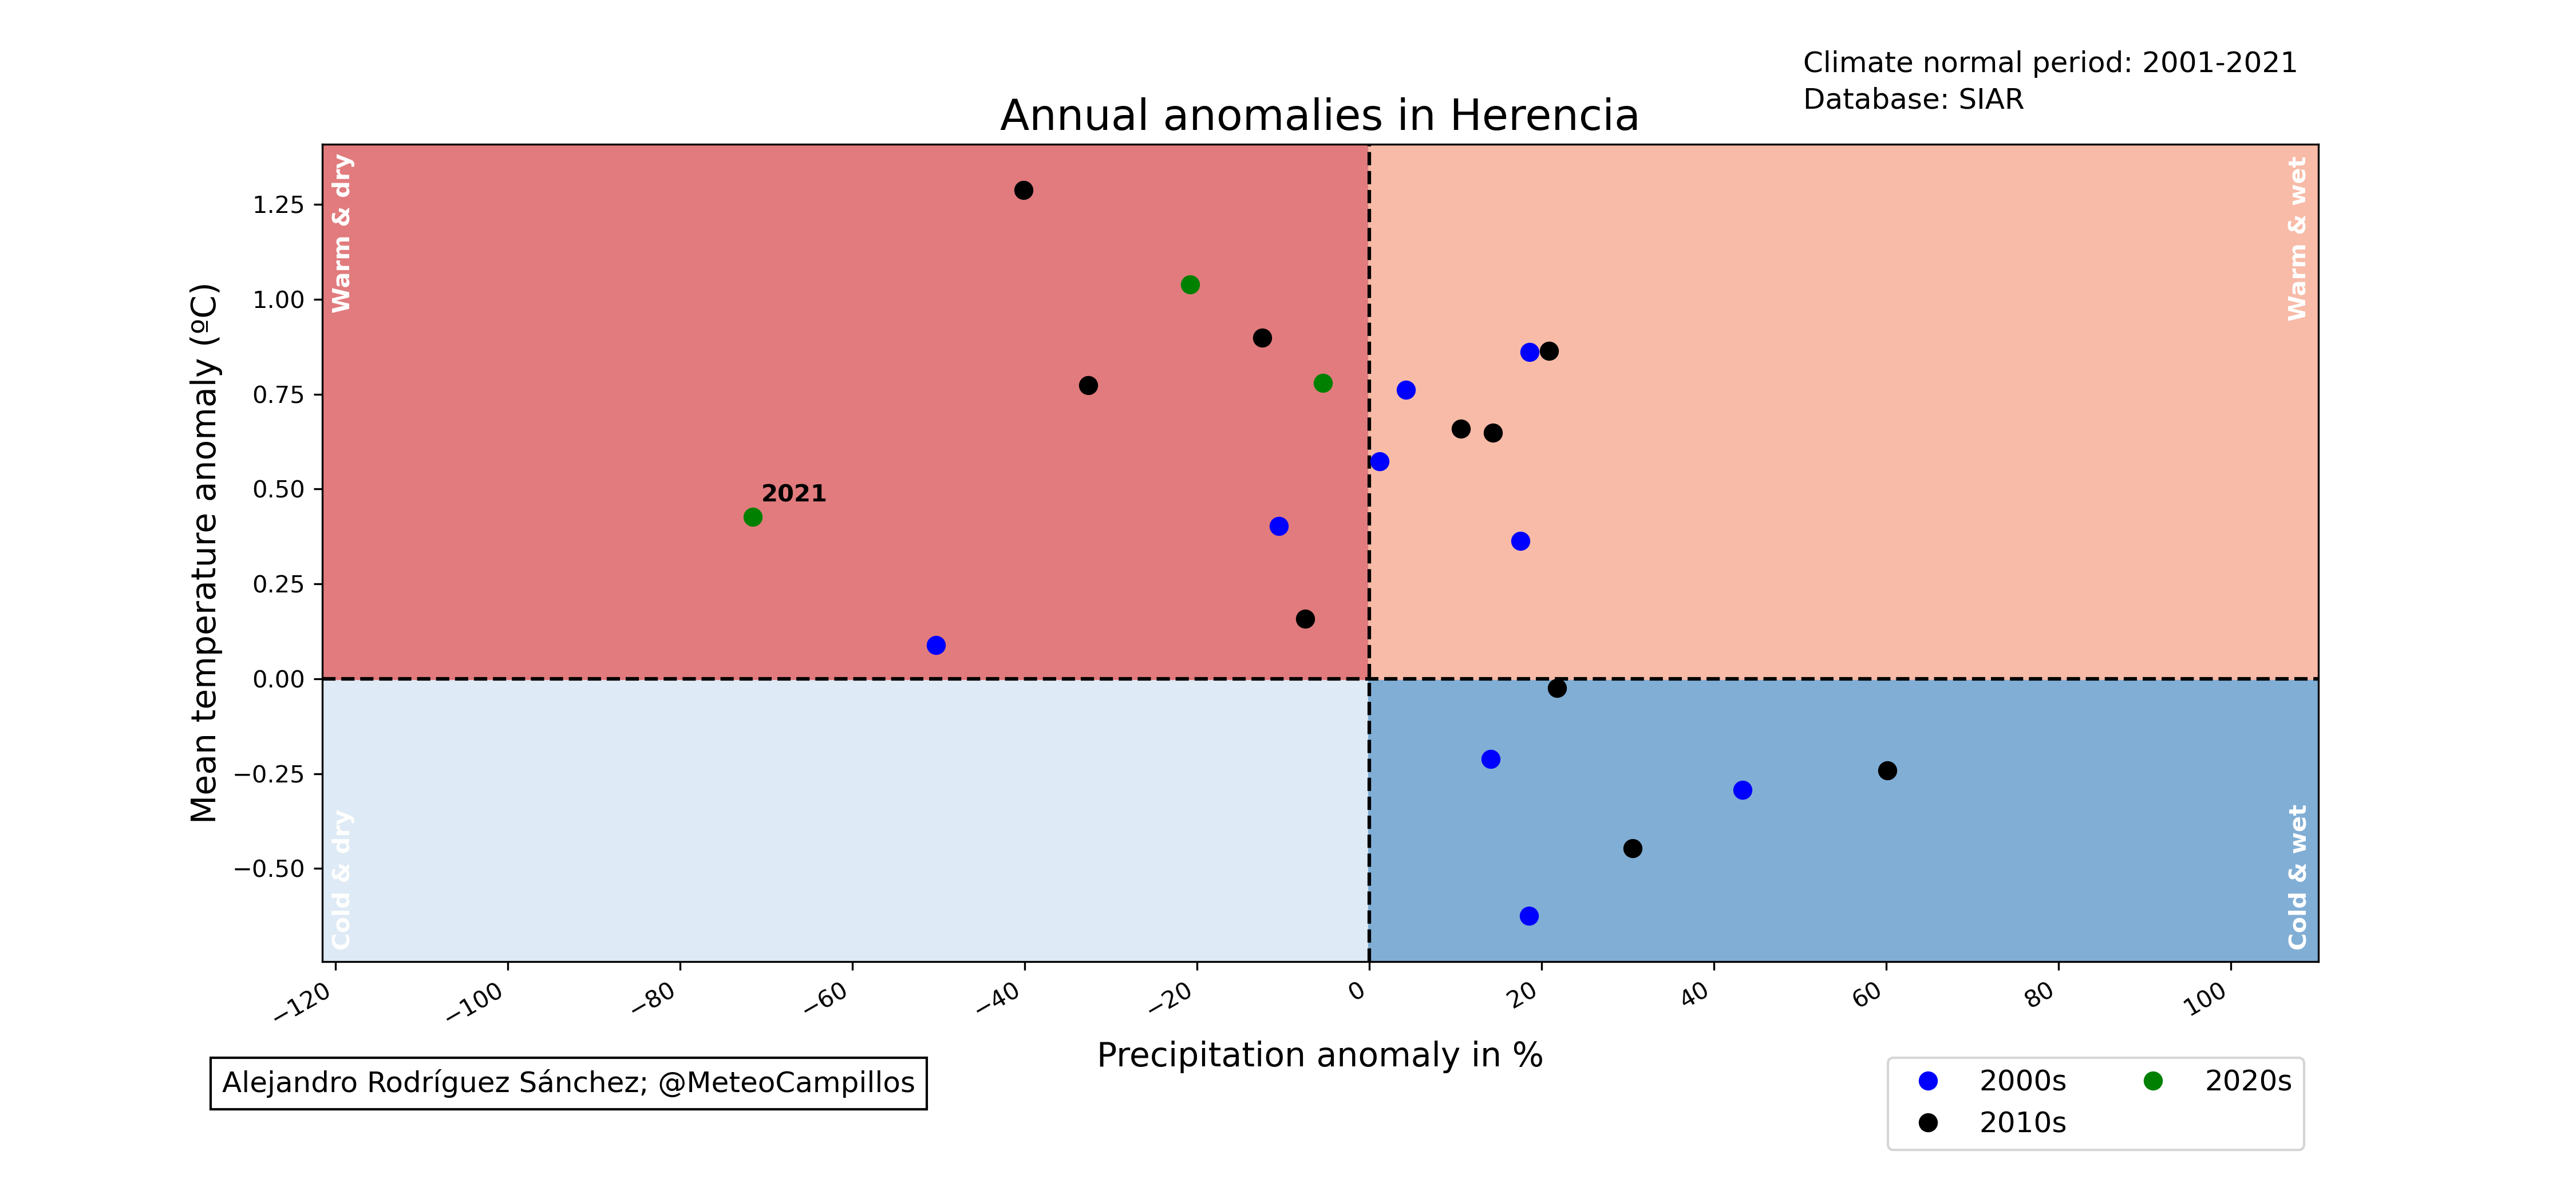 Climate normal period: 2001-2021
Database: SIAR
Annual anomalies in Herencia
Warm & dry
Warm & wet
Cold & dry
Cold & wet
Mean temperature anomaly (ºC)
1.25
1.00
0.75
0.50
0.25
0.00
−0.25
−0.50
2021
−120
−100
−80
−60
−40
−20
0
20
40
60
80
100
Precipitation anomaly in %
Alejandro Rodríguez Sánchez; @MeteoCampillos
2000s
2010s
2020s